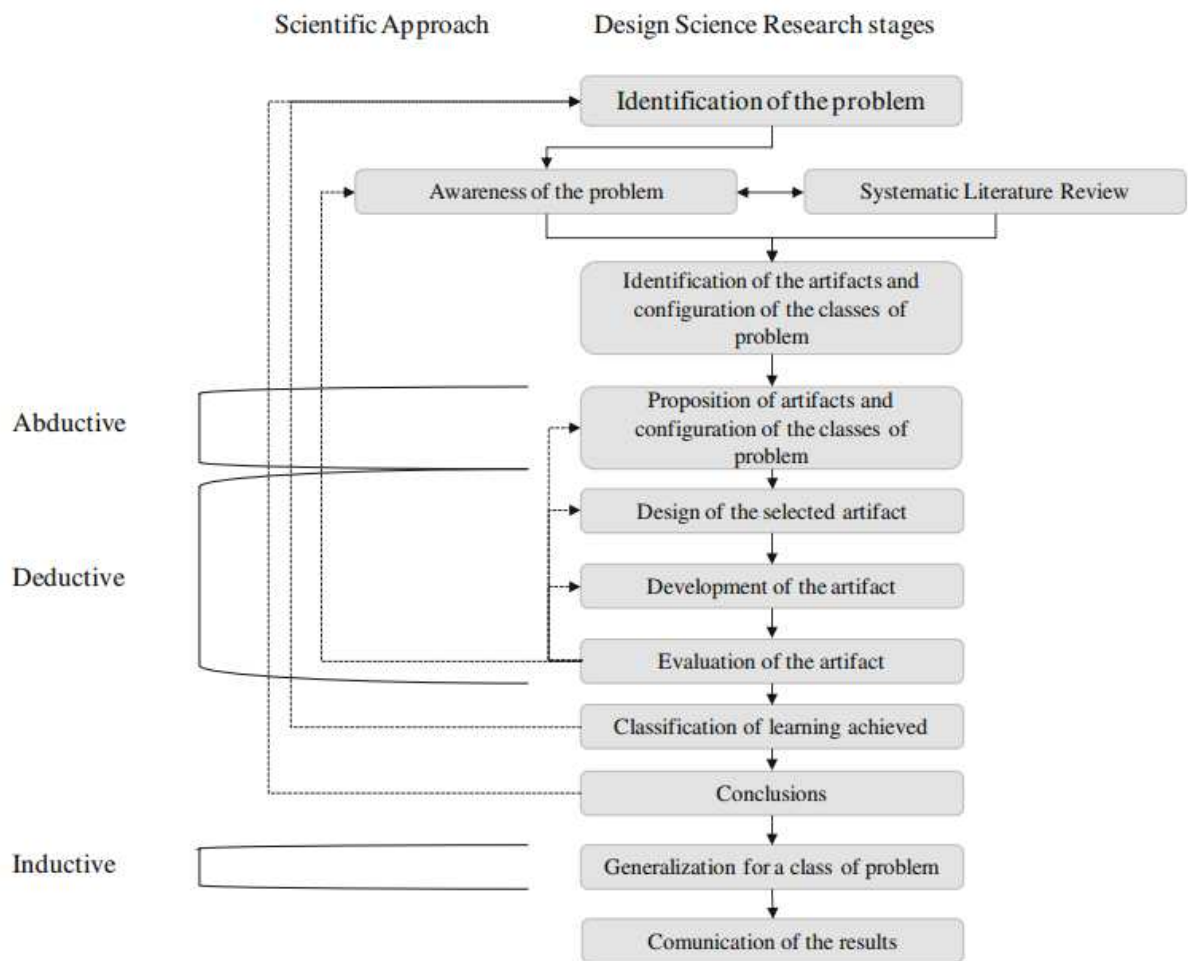 Scientific Approach
Design Science Research stages
Identification of the problem
Awareness of the problem
Systematic Literature Review
Identification of the artifacts and
configuration of the classes of
problem
Abductive
Proposition of artifacts and
configuration of the classes of
problem
Design of the selected artifact
Deductive
Development of the artifact
Evaluation of the artifact
Classification of learning achieved
Conclusions
Inductive
Generalization for a class of problem
Comunication of the results